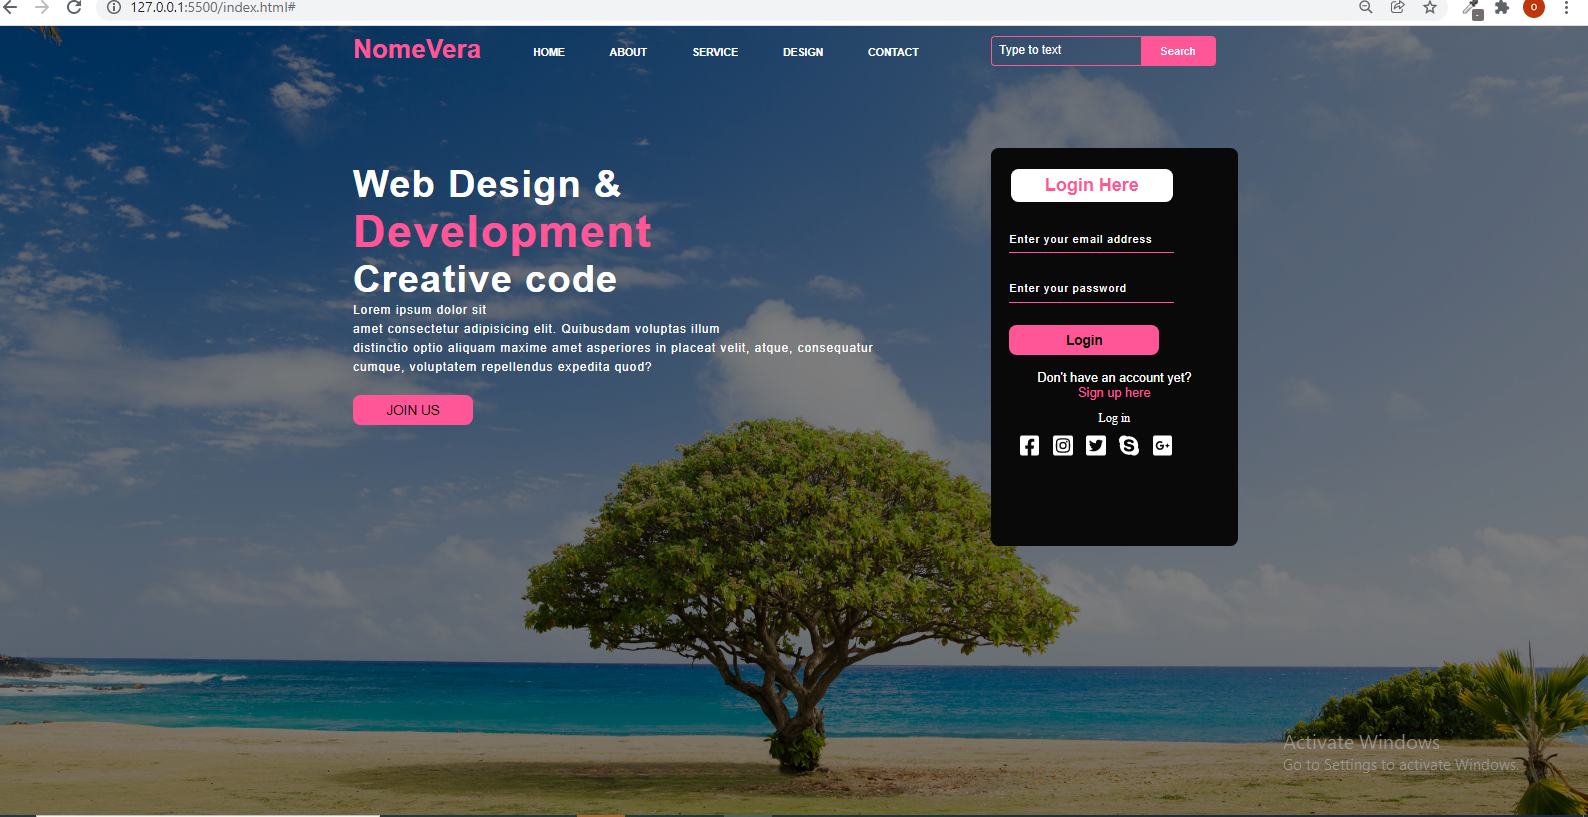 127.0.0.1:5500/index.html#
NomeVera
HOME ABOUT SERVICE DESIGN CONTACT
Type to text Search
Web Design &
Development
Creative code
Lorem ipsum dolor sit
amet consectetur adipisicing elit. Quibusdam voluptas illum
distinctio optio aliquam maxime amet asperiores in placeat velit, atque, consequatur
cumque, voluptatem repellendus expedita quod?
JOIN US
Login Here
Enter your email address
Enter your password
Login
Don't have an account yet?
Sign up here
Log in
Activate Windows
Go to Settings to activate Windows.